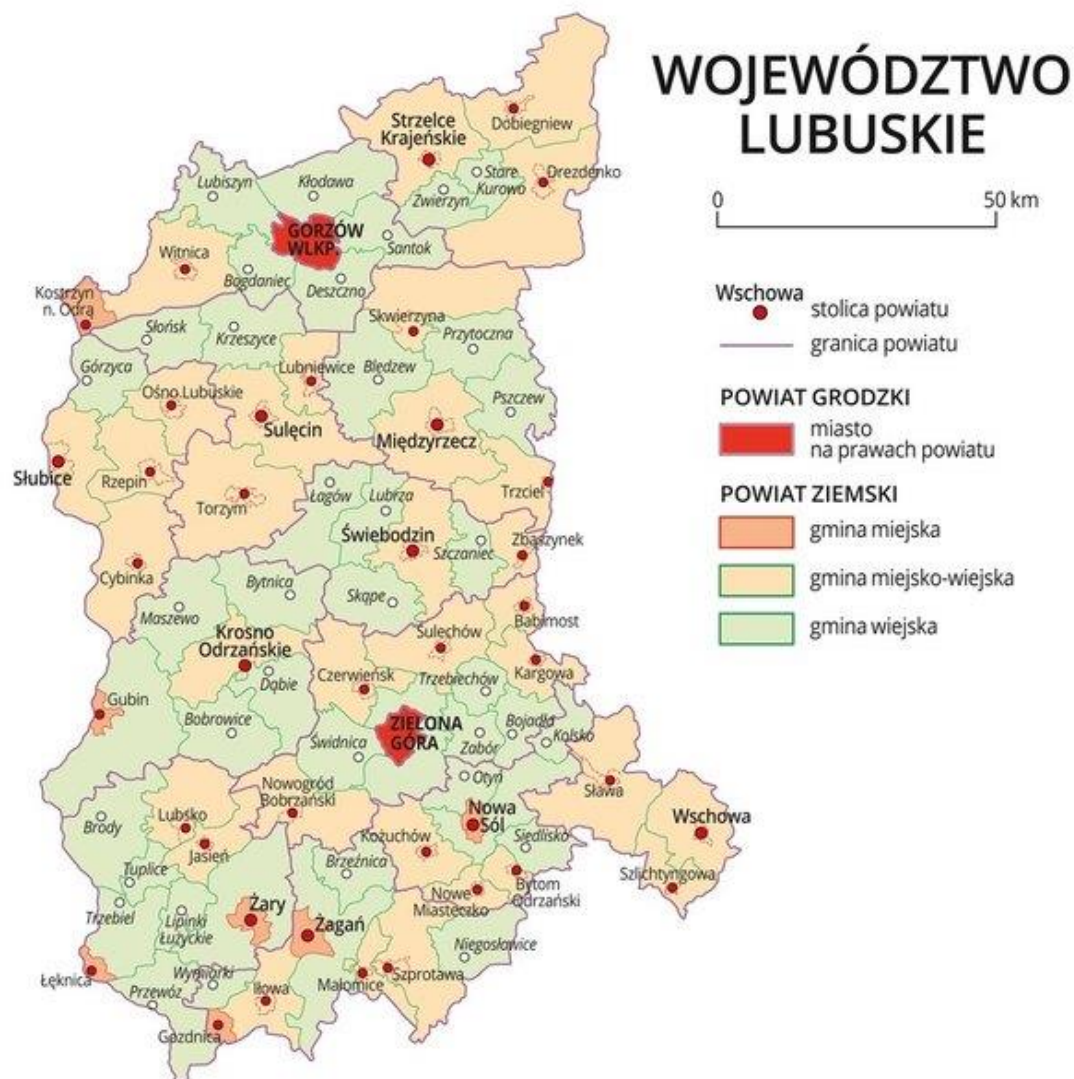 WOJEWÓDZTWO
LUBUSKIE
0 50 km
Wschowa
stolica powiatu
granica powiatu
POWIAT GRODZKI
miasto
na prawach powiatu
POWIAT ZIEMSKI
gmina miejska
gmina miejsko-wiejska
gmina wiejska
Strzelce
Krajeńskie
Dobiegniew
Stare
Kurowo
Drezdenko
Zwierzyn
Lubiszyn
Kłodawa
GORZÓW
WLKP.
Santok
Witnica
Bogdaniec
Deszczno
Kostrzyn
n. Odrą
Słońsk
Krzeszyce
Skwierzyna
Przytoczna
Górzyca
Lubniewice
Bledzew
Ośno Lubuskie
Pszczew
Sulęcin
Międzyrzecz
Słubice
Rzepin
Torzym
Trzciel
Łagów
Lubrza
Świebodzin
Szczaniec
Zbąszynek
Cybinka
Bytnica
Maszewo
Skąpe
Babimost
Krosno
Odrzańskie
Sulechów
Dąbie
Czerwieńsk
Trzebiechów
Kargowa
Gubin
Bobrowice
ZIELONA
GÓRA
Świdnica
Zabór
Bojadła
Kolsko
Otyń
Sława
Nowogród
Bobrzański
Nowa
Sól
Wschowa
Brody
Lubsko
Jasień
Kożuchów
Siedlisko
Brzeźnica
Szlichtyngowa
Tuplice
Nowe
Miasteczko
Bytom
Odrzański
Trzebiel
Lipinki
Łużyckie
Żary
Żagań
Niegosławice
Łęknica
Wymiarki
Przewóz
Iłowa
Małomice
Szprotawa
Gozdnica